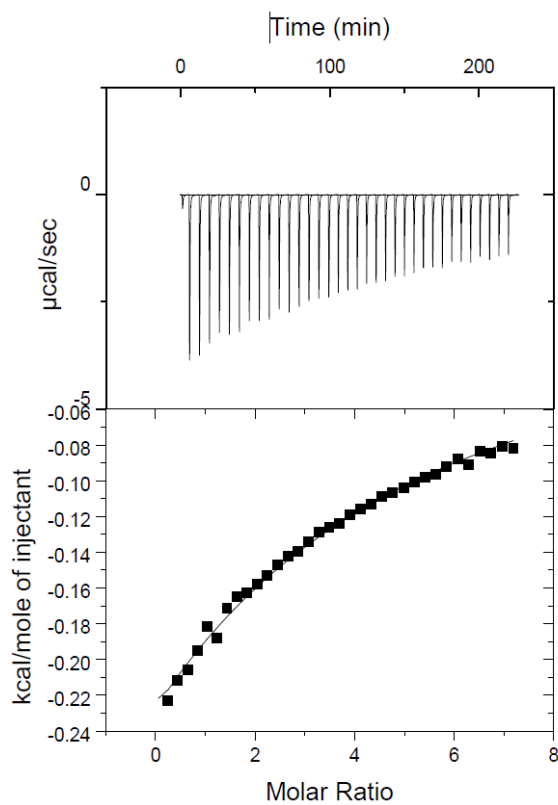 Time (min)
0 100 200
0
µcal/sec
-5
-0.06
-0.08
-0.10
-0.12
-0.14
-0.16
-0.18
-0.20
-0.22
-0.24
kcal/mole of injectant
0 2 4 6 8
Molar Ratio